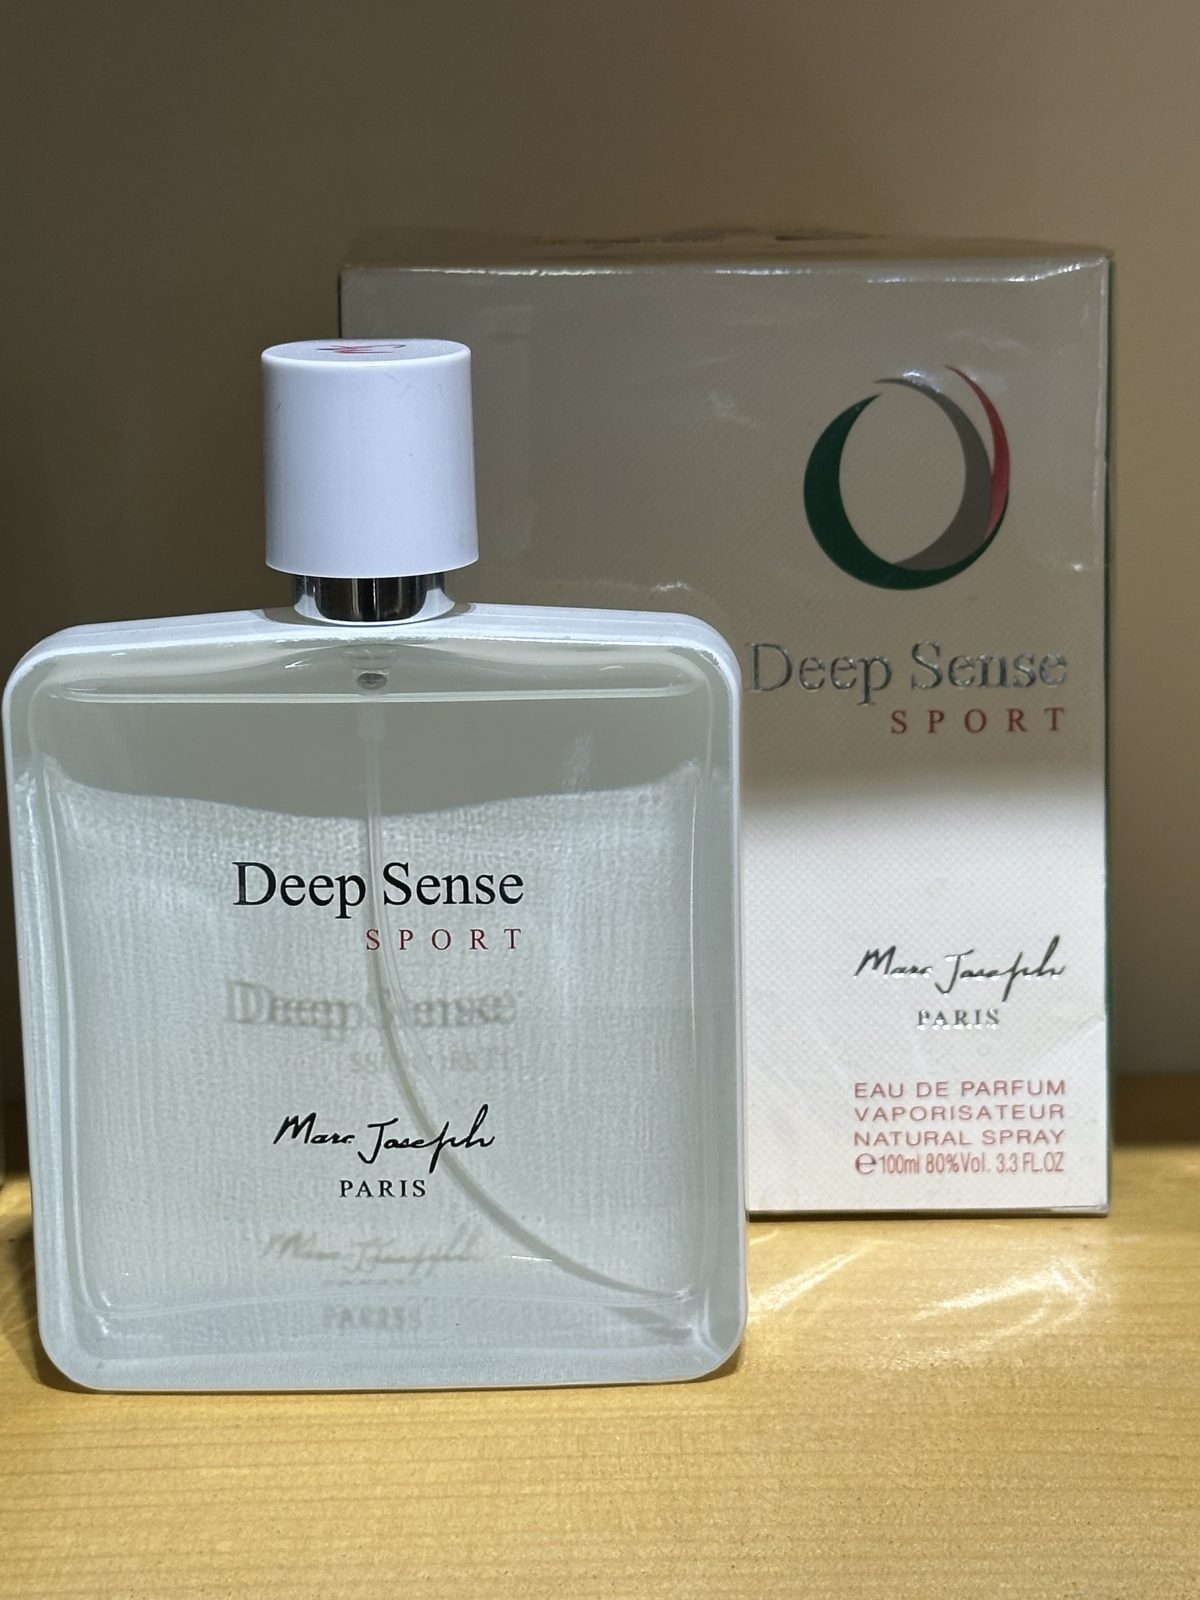 Deep Sense
SPORT
Marc Joseph
PARIS
Deep Sense
SPORT
Marc Joseph
PARIS
EAU DE PARFUM
VAPORISATEUR
NATURAL SPRAY
℮100ml 80%Vol. 3.3 FL.OZ